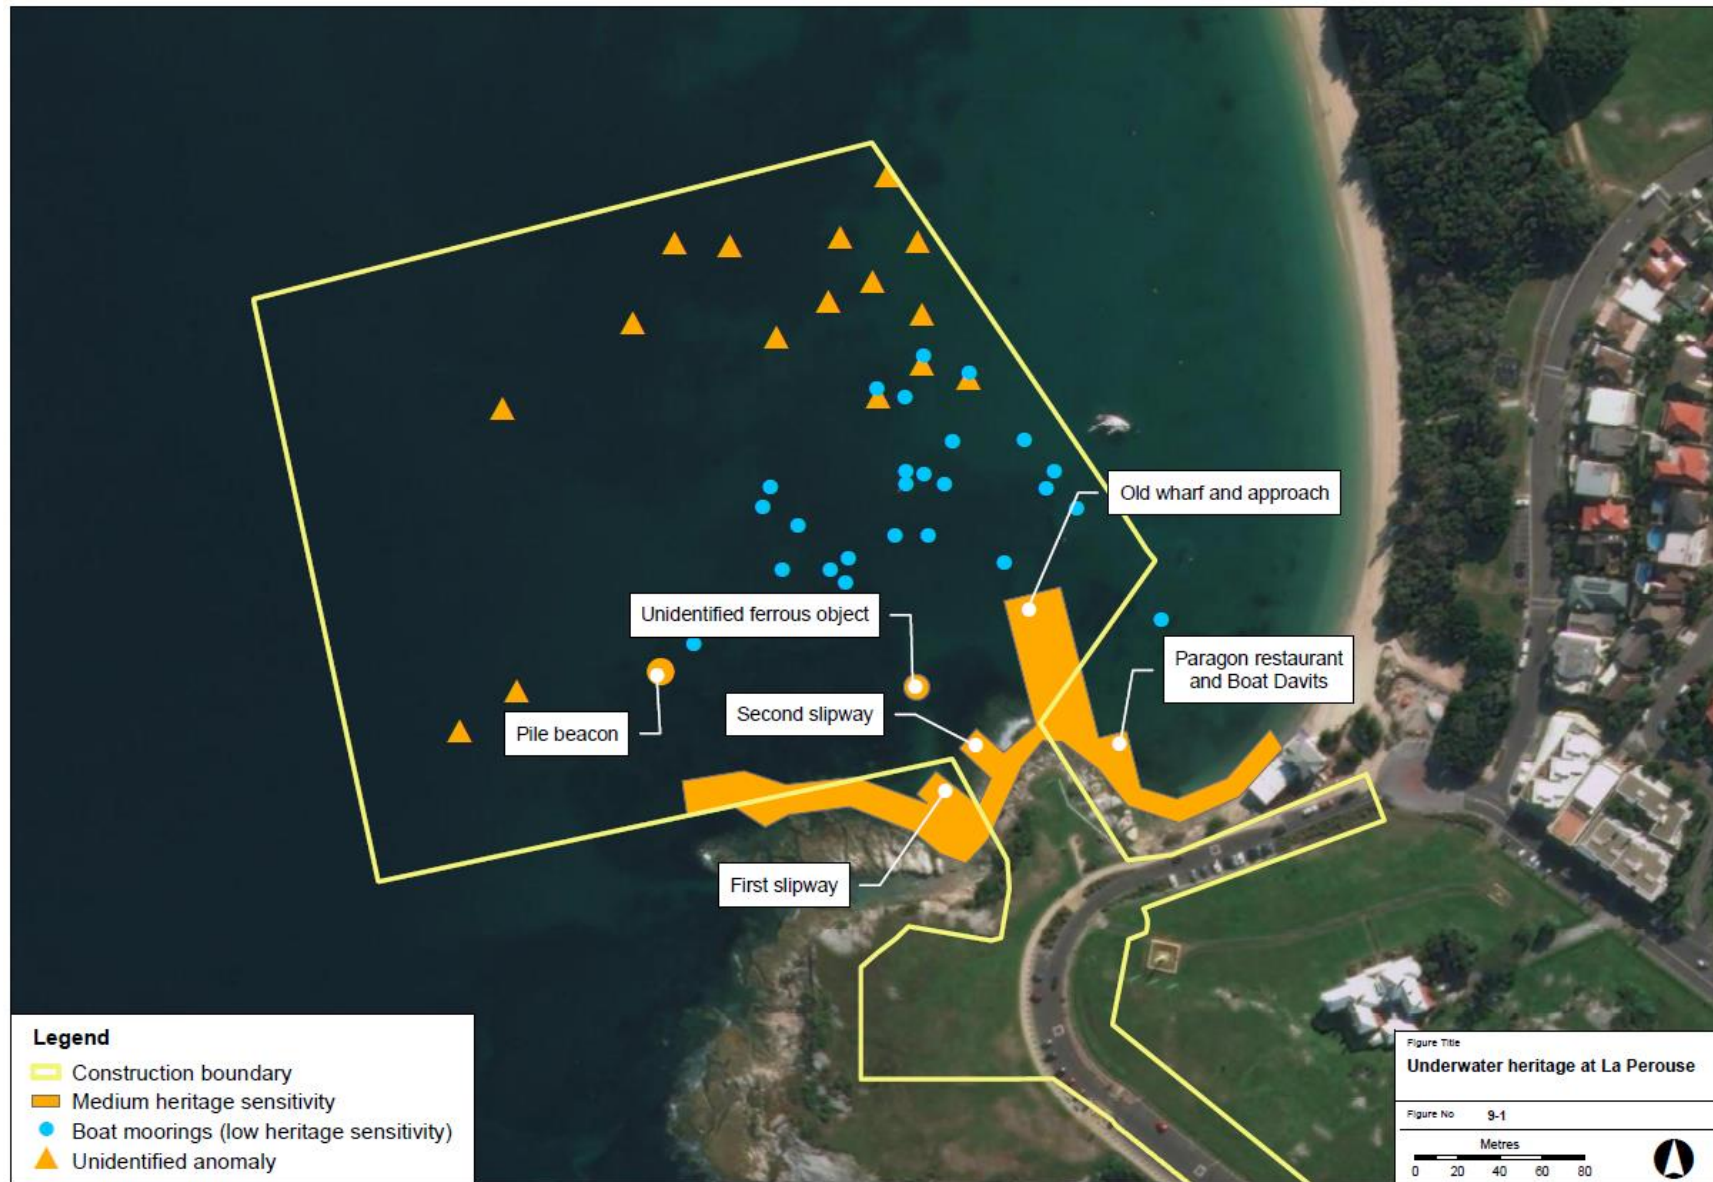 Old wharf and approach
Unidentified ferrous object
Paragon restaurant
and Boat Davits
Second slipway
Pile beacon
First slipway
Legend
Construction boundary
Medium heritage sensitivity
Boat moorings (low heritage sensitivity)
Unidentified anomaly
Figure Title
Underwater heritage at La Perouse
Figure No 9-1
Metres
0 20 40 60 80